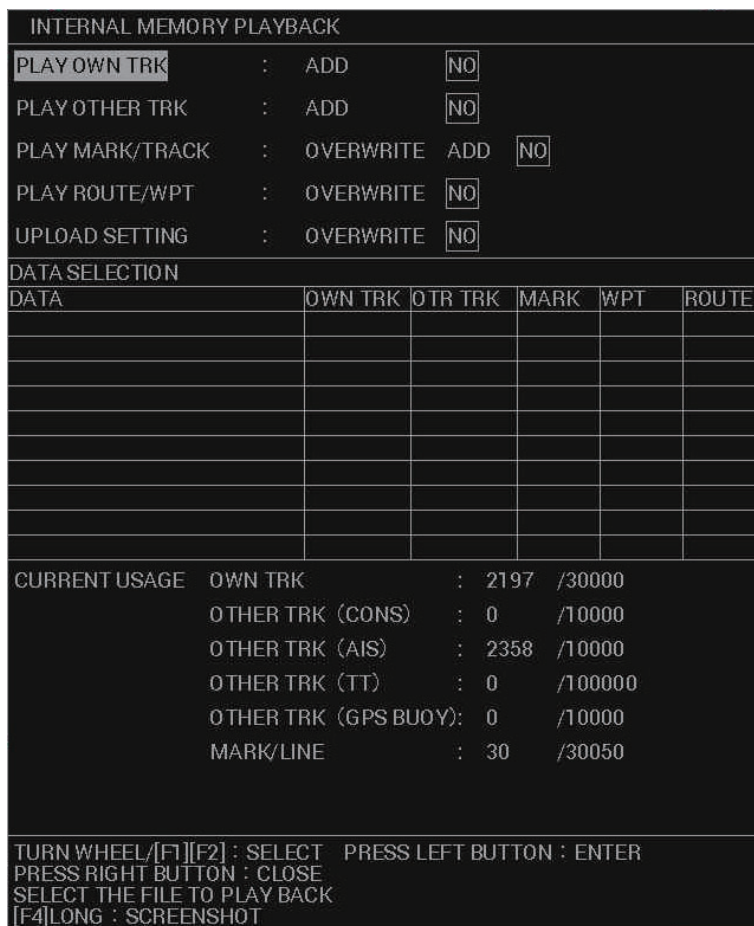 INTERNAL MEMORY PLAYBACK
PLAY OWN TRK : ADD NO
PLAY OTHER TRK : ADD NO
PLAY MARK/TRACK : OVERWRITE ADD NO
PLAY ROUTE/WPT : OVERWRITE NO
UPLOAD SETTING : OVERWRITE NO
DATA SELECTION
DATA OWN TRK OTR TRK MARK WPT ROUTE
CURRENT USAGE OWN TRK : 2197 /30000
OTHER TRK (CONS) : 0 /10000
OTHER TRK (AIS) : 2358 /10000
OTHER TRK (TT) : 0 /100000
OTHER TRK (GPS BUOY): 0 /10000
MARK/LINE : 30 /30050
TURN WHEEL/[F1][F2] : SELECT PRESS LEFT BUTTON : ENTER
PRESS RIGHT BUTTON : CLOSE
SELECT THE FILE TO PLAY BACK
[F4]LONG : SCREENSHOT